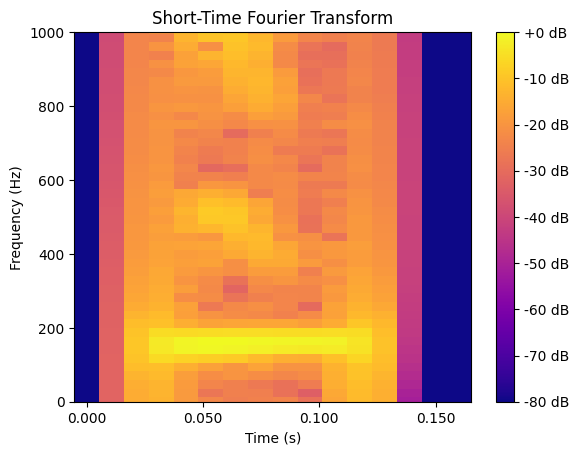 Short-Time Fourier Transform
1000
800
600
400
200
0
Frequency (Hz)
0.000
0.050
0.100
0.150
Time (s)
+0 dB
-10 dB
-20 dB
-30 dB
-40 dB
-50 dB
-60 dB
-70 dB
-80 dB